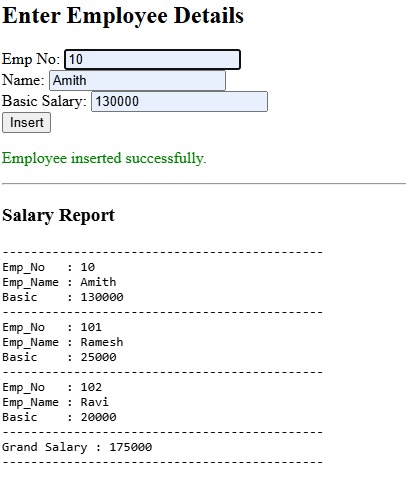 Enter Employee Details
Emp No: 10
Name: Amith
Basic Salary: 130000
Insert
Employee inserted successfully.
Salary Report
---------------------------------------------
Emp_No   : 10
Emp_Name : Amith
Basic    : 130000
---------------------------------------------
Emp_No   : 101
Emp_Name : Ramesh
Basic    : 25000
---------------------------------------------
Emp_No   : 102
Emp_Name : Ravi
Basic    : 20000
---------------------------------------------
Grand Salary : 175000
---------------------------------------------